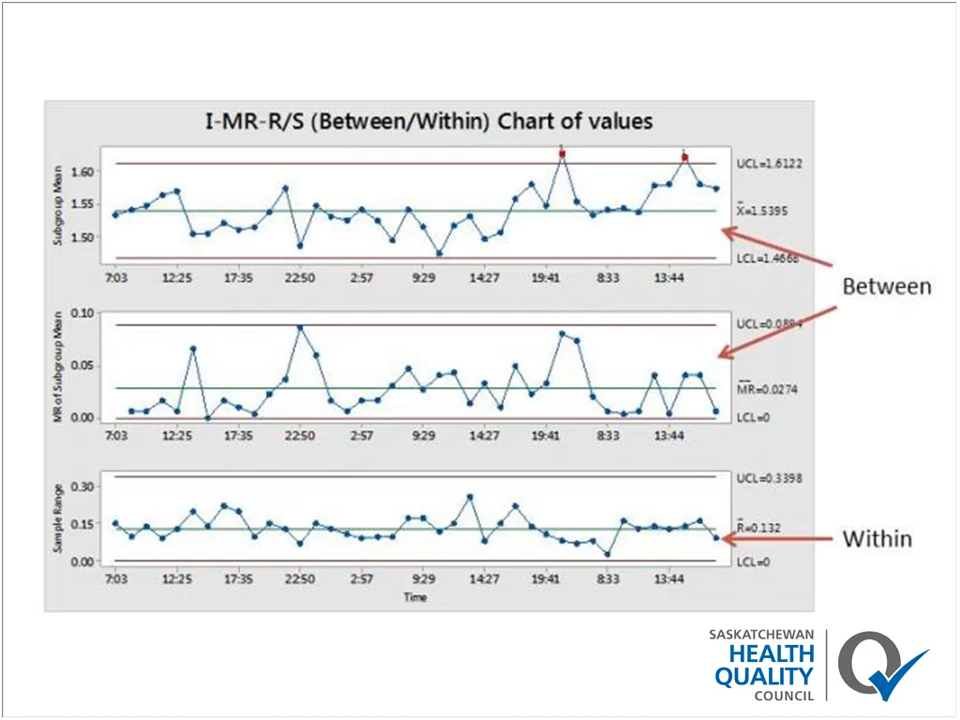 I-MR-R/S (Between/Within) Chart of values
Subgroup Mean
1.60
1.55
1.50
1
1
UCL=1.6122
X=1.5395
LCL=1.4668
7:03 12:25 17:35 22:50 2:57 9:29 14:27 19:41 8:33 13:44
Between
MR of Subgroup Mean
0.10
0.05
0.00
UCL=0.0894
MR=0.0274
LCL=0
7:03 12:25 17:35 22:50 2:57 9:29 14:27 19:41 8:33 13:44
Sample Range
0.30
0.15
0.00
UCL=0.3398
R=0.132
LCL=0
Within
7:03 12:25 17:35 22:50 2:57 9:29 14:27 19:41 8:33 13:44
Time
SASKATCHEWAN
HEALTH
QUALITY
COUNCIL